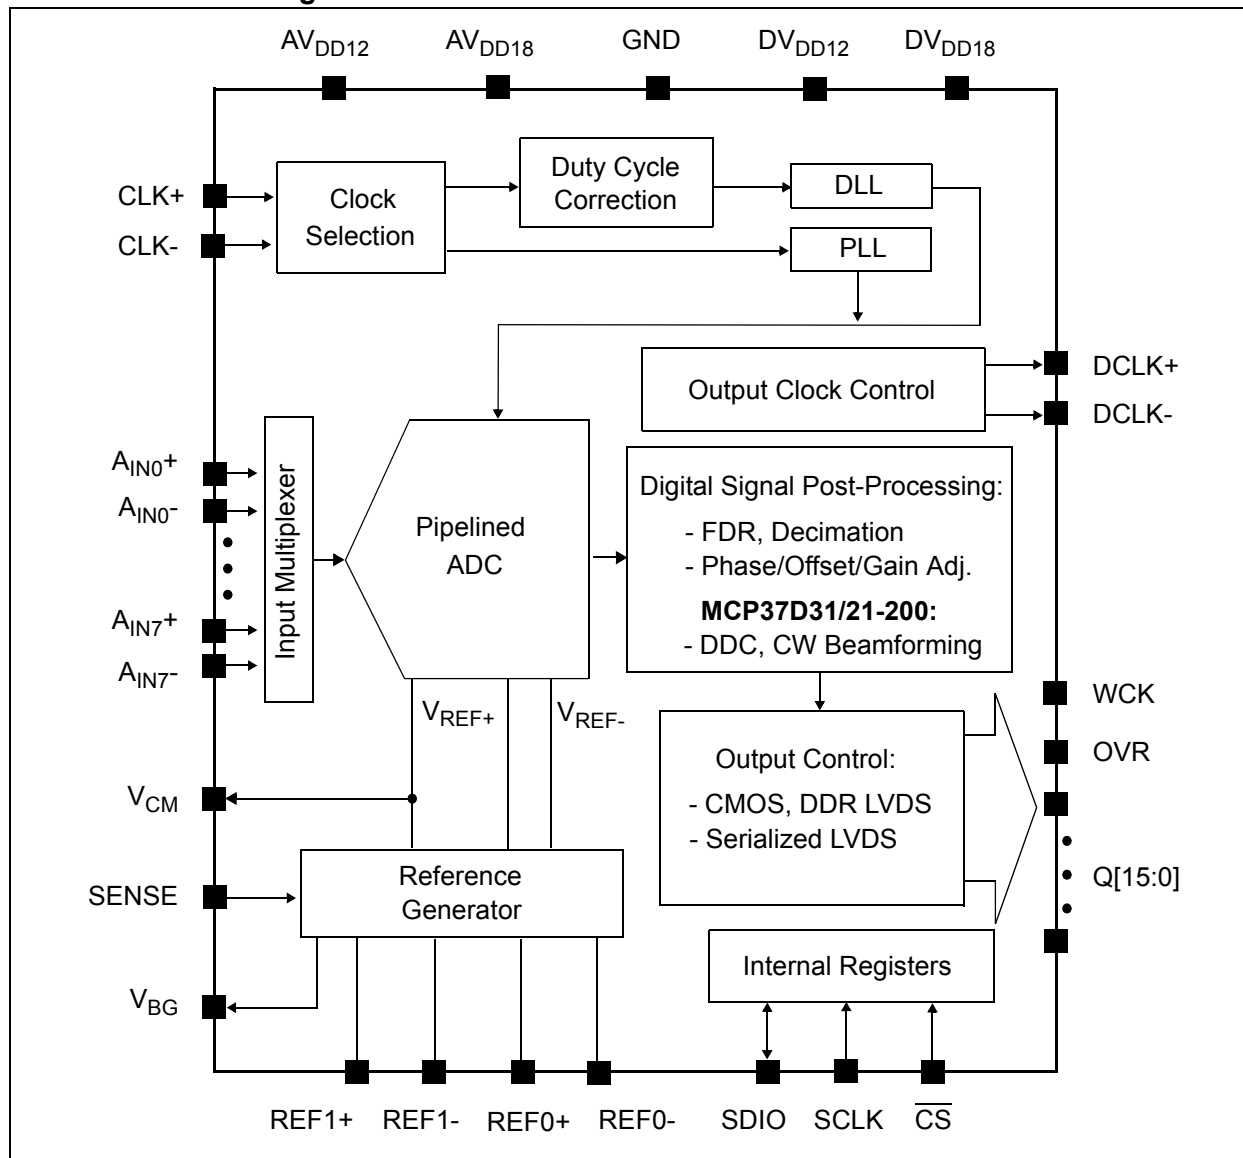 AVDD12 AVDD18 GND DVDD12 DVDD18
CLK+
CLK-
Clock
Selection
Duty Cycle
Correction
DLL
PLL
Output Clock Control
DCLK+
DCLK-
AIN0+
AIN0-
AIN7+
AIN7-
Input Multiplexer
Pipelined
ADC
Digital Signal Post-Processing:
- FDR, Decimation
- Phase/Offset/Gain Adj.
MCP37D31/21-200:
- DDC, CW Beamforming
VREF+
VREF-
Output Control:
- CMOS, DDR LVDS
- Serialized LVDS
WCK
OVR
Q[15:0]
VCM
SENSE
VBG
Reference
Generator
Internal Registers
REF1+ REF1- REF0+ REF0- SDIO SCLK C̅S̅